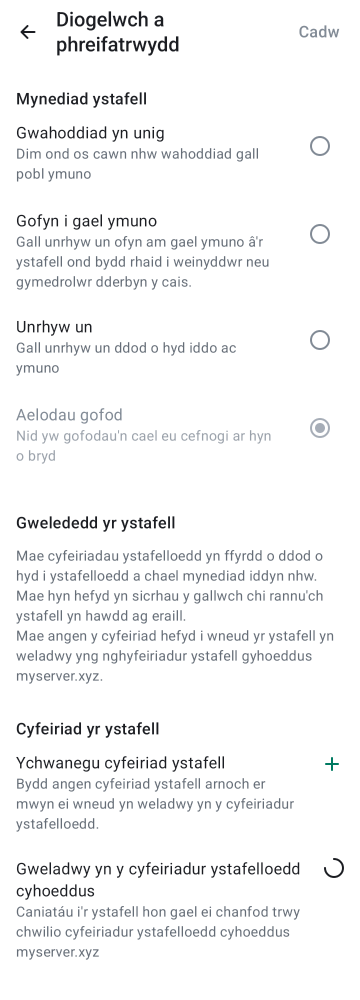 Diogelwch a
phreifatrwydd
Cadw
Mynediad ystafell
Gwahoddiad yn unig
Dim ond os cawn nhw wahoddiad gall
pobl ymuno
Gofyn i gael ymuno
Gall unrhyw un ofyn am gael ymuno â'r
ystafell ond bydd rhaid i weinyddwr neu
gymedrolwr dderbyn y cais.
Unrhyw un
Gall unrhyw un ddod o hyd iddo ac
ymuno
Aelodau gofod
Nid yw gofodau'n cael eu cefnogi ar hyn
o bryd
Gwelededd yr ystafell
Mae cyfeiriadau ystafelloedd yn ffyrdd o ddod o
hyd i ystafelloedd a chael mynediad iddyn nhw.
Mae hyn hefyd yn sicrhau y gallwch chi rannu'ch
ystafell yn hawdd ag eraill.
Mae angen y cyfeiriad hefyd i wneud yr ystafell yn
weladwy yng nghyfeiriadur ystafell gyhoeddus
myserver.xyz.
Cyfeiriad yr ystafell
Ychwanegu cyfeiriad ystafell
Bydd angen cyfeiriad ystafell arnoch er
mwyn ei wneud yn weladwy yn y cyfeiriadur
ystafelloedd.
Gweladwy yn y cyfeiriadur ystafelloedd
cyhoeddus
Caniatáu i'r ystafell hon gael ei chanfod trwy
chwilio cyfeiriadur ystafelloedd cyhoeddus
myserver.xyz